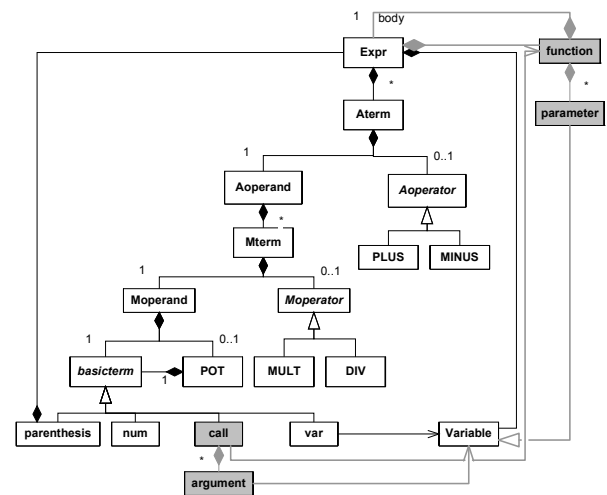 1 body
Expr
function
*
*
Aterm
parameter
1
0..1
Aoperand
Aoperator
*
Mterm
PLUS
MINUS
1
0..1
Moperand
Moperator
1
0..1
basicterm
1
POT
MULT
DIV
parenthesis
num
call
var
Variable
*
argument